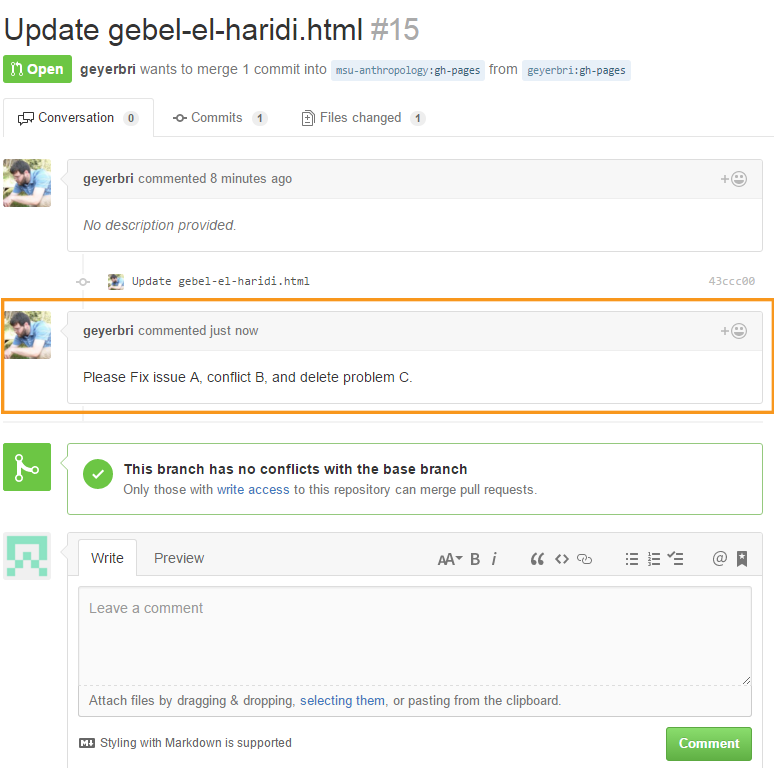 Update gebel-el-haridi.html #15
Open geyerbri wants to merge 1 commit into msu-anthropology:gh-pages from geyerbri:gh-pages
Conversation 0 Commits 1 Files changed 1
geyerbri commented 8 minutes ago
No description provided.
Update gebel-el-haridi.html 43ccc00
geyerbri commented just now
Please Fix issue A, conflict B, and delete problem C.
This branch has no conflicts with the base branch
Only those with write access to this repository can merge pull requests.
Write Preview AA B i
Leave a comment
Attach files by dragging & dropping, selecting them, or pasting from the clipboard.
Styling with Markdown is supported
Comment